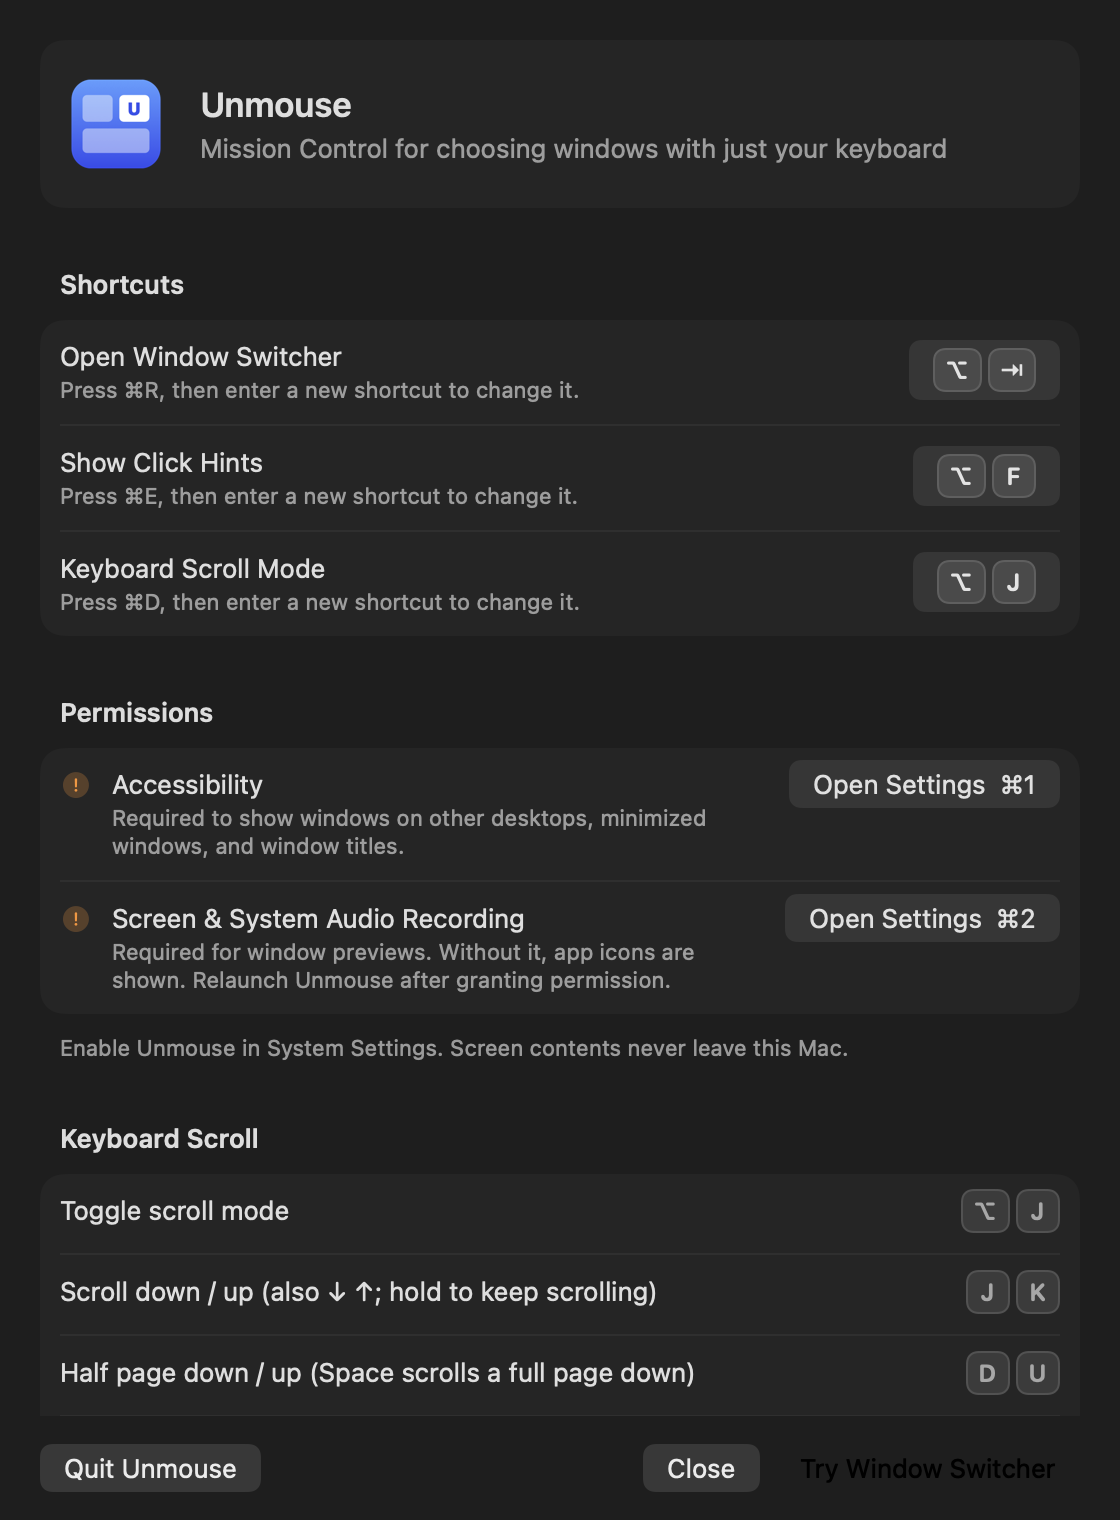 U
Unmouse
Mission Control for choosing windows with just your keyboard
Shortcuts
Open Window Switcher
⌥ ⇥
Press ⌘R, then enter a new shortcut to change it.
Show Click Hints
⌥ F
Press ⌘E, then enter a new shortcut to change it.
Keyboard Scroll Mode
⌥ J
Press ⌘D, then enter a new shortcut to change it.
Permissions
! Accessibility
Open Settings ⌘1
Required to show windows on other desktops, minimized
windows, and window titles.
! Screen & System Audio Recording
Open Settings ⌘2
Required for window previews. Without it, app icons are
shown. Relaunch Unmouse after granting permission.
Enable Unmouse in System Settings. Screen contents never leave this Mac.
Keyboard Scroll
Toggle scroll mode
⌥ J
Scroll down / up (also ↓ ↑; hold to keep scrolling)
J K
Half page down / up (Space scrolls a full page down)
D U
Quit Unmouse
Close
Try Window Switcher